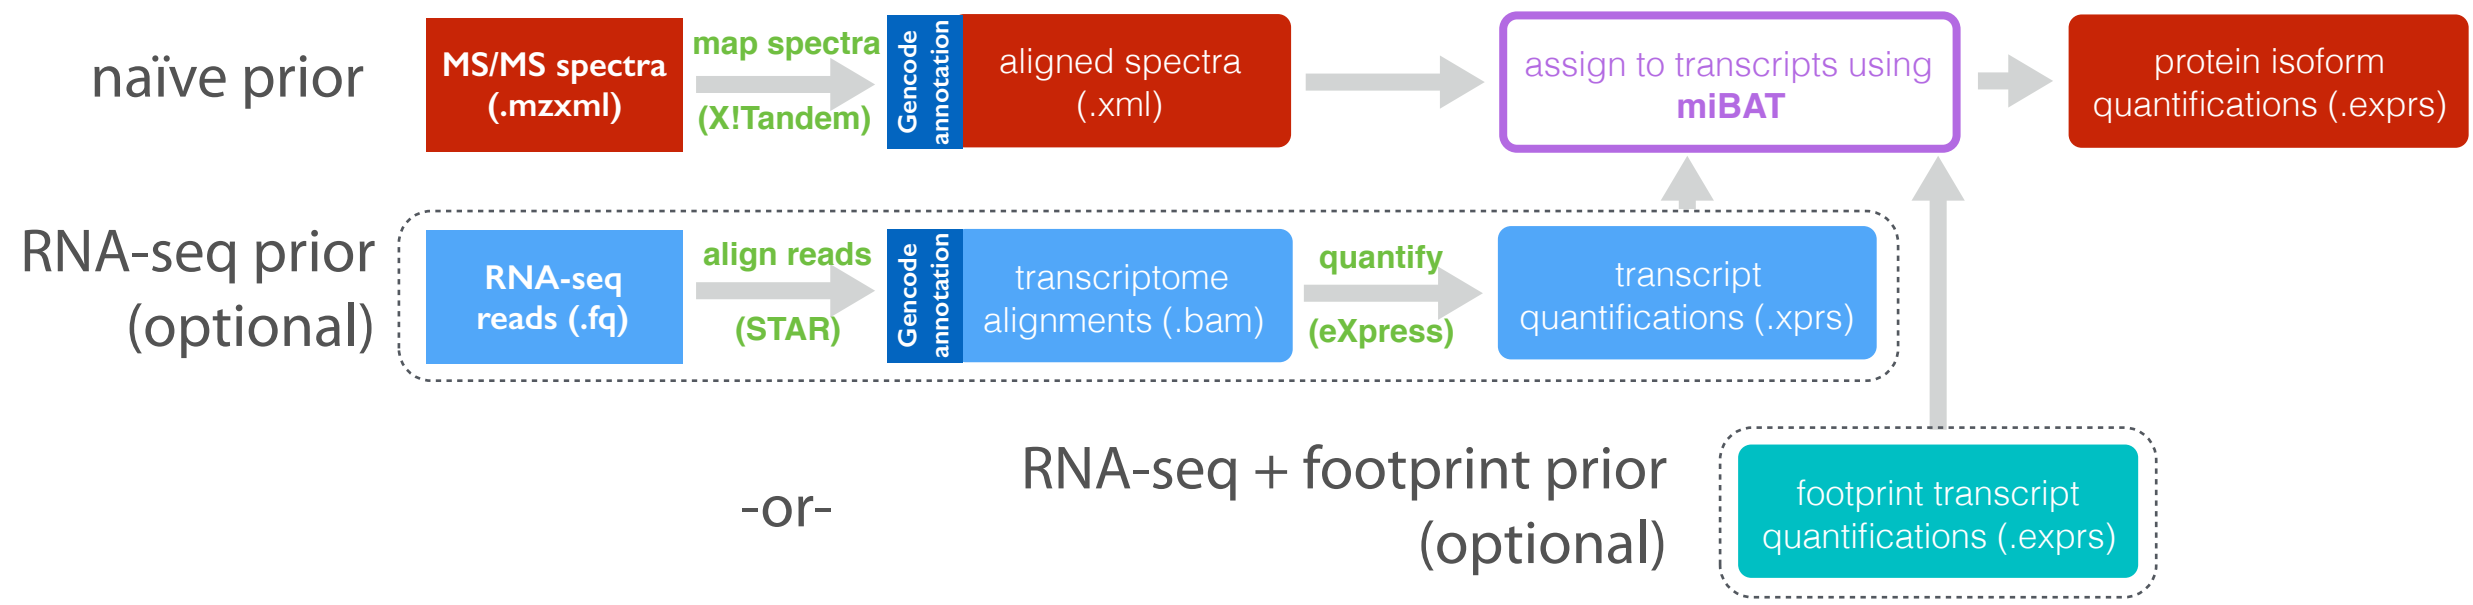 naïve prior
MS/MS spectra
(.mzxml)
map spectra
(X!Tandem)
Gencode
annotation
aligned spectra
(.xml)
assign to transcripts using
miBAT
protein isoform
quantifications (.exprs)
RNA-seq prior
(optional)
RNA-seq
reads (.fq)
align reads
(STAR)
Gencode
annotation
transcriptome
alignments (.bam)
quantify
(eXpress)
transcript
quantifications (.xprs)
-or-
RNA-seq + footprint prior
(optional)
footprint transcript
quantifications (.exprs)